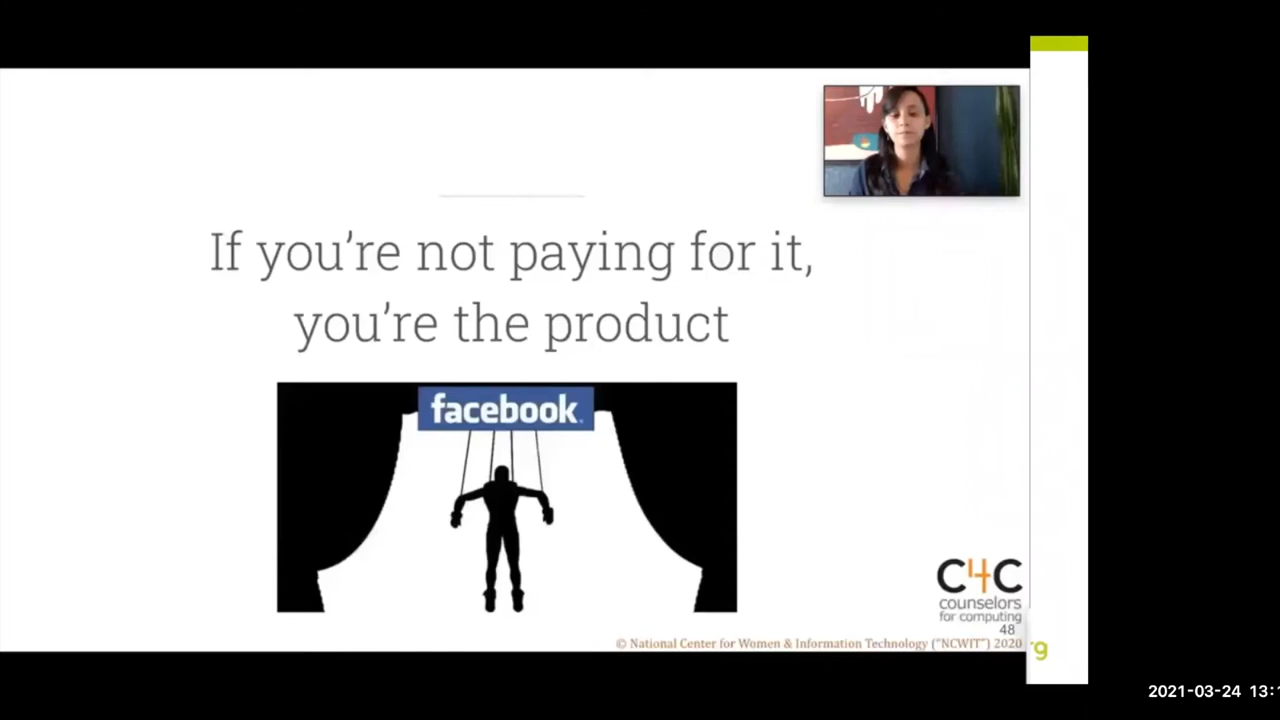 If you’re not paying for it,
you’re the product
facebook
C4C
counselors
for computing
48
© National Center for Women & Information Technology (“NCWIT”) 2020
rg
2021-03-24 13:1